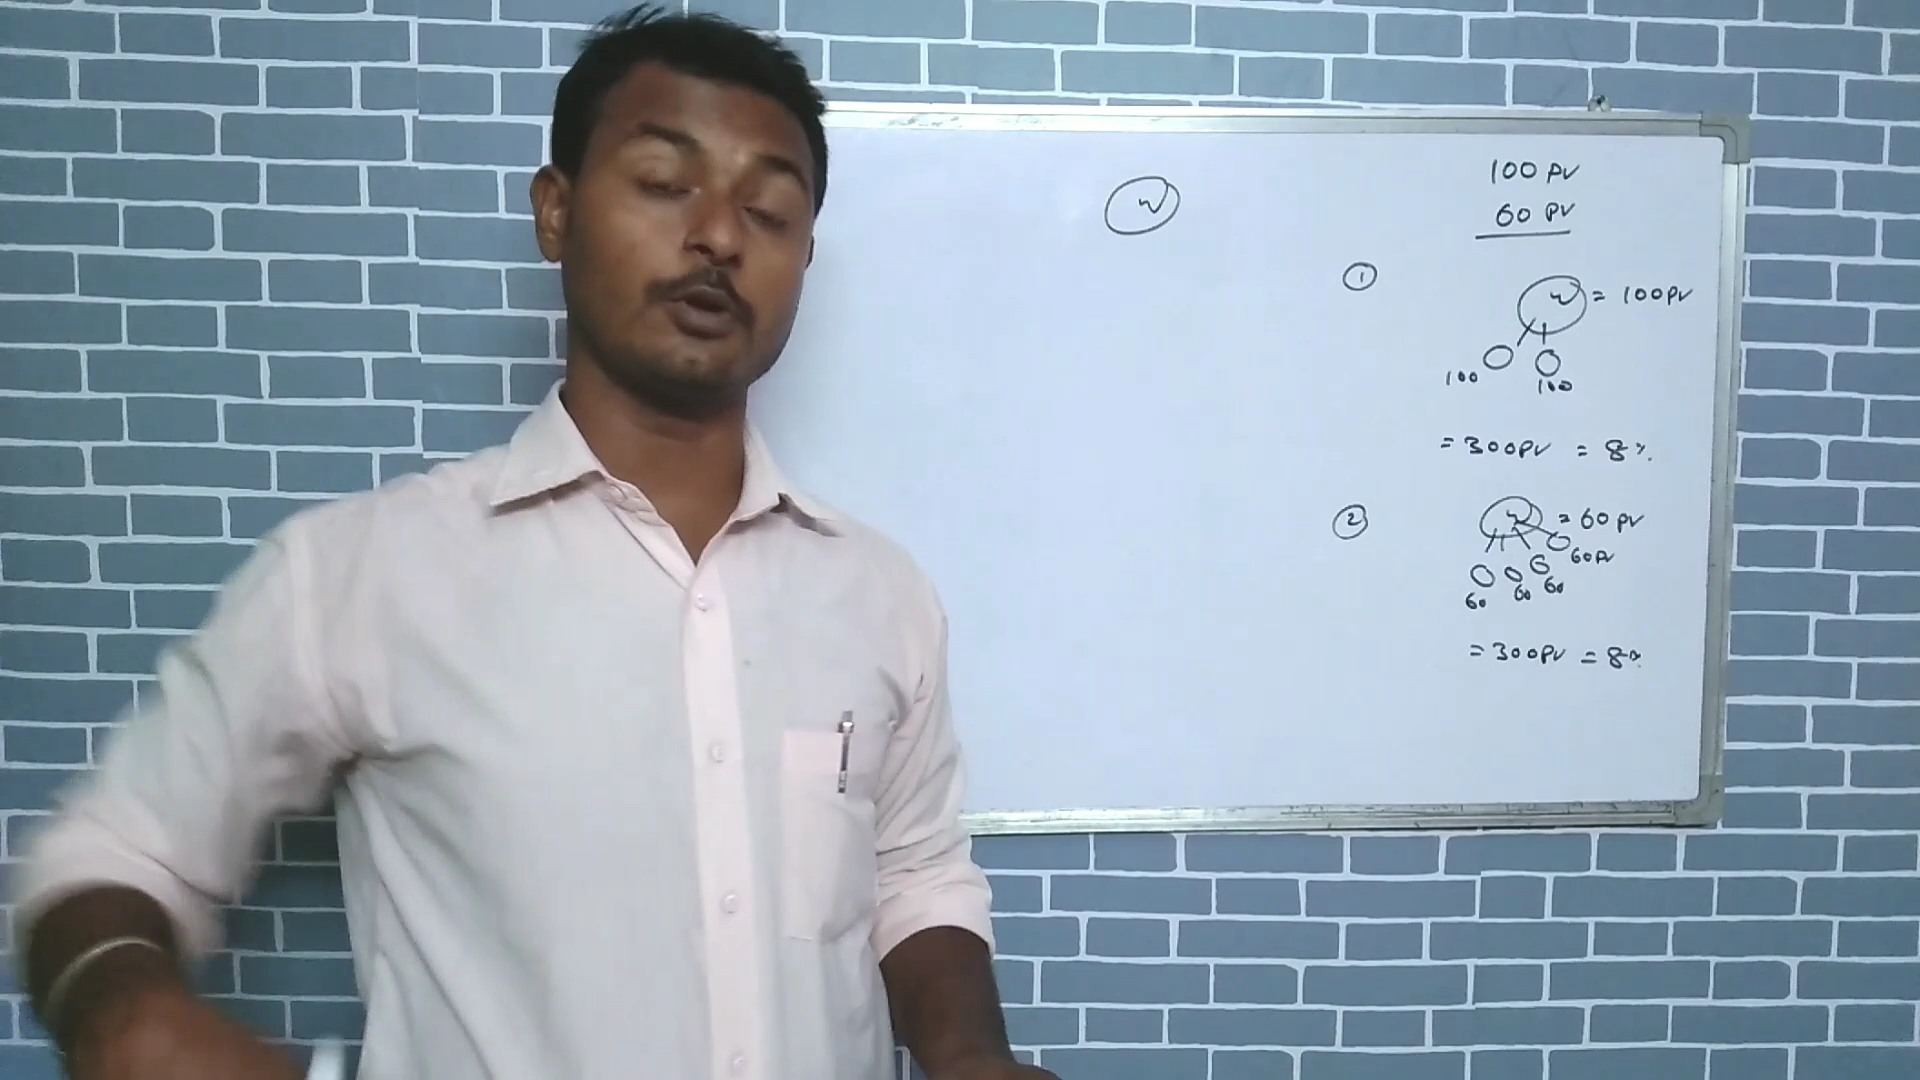 W
100 PV
60 PV
① W = 100PV
100 100
= 300PV = 8%.
② W = 60 PV
60PV
60 60 60
= 300PV = 8%.